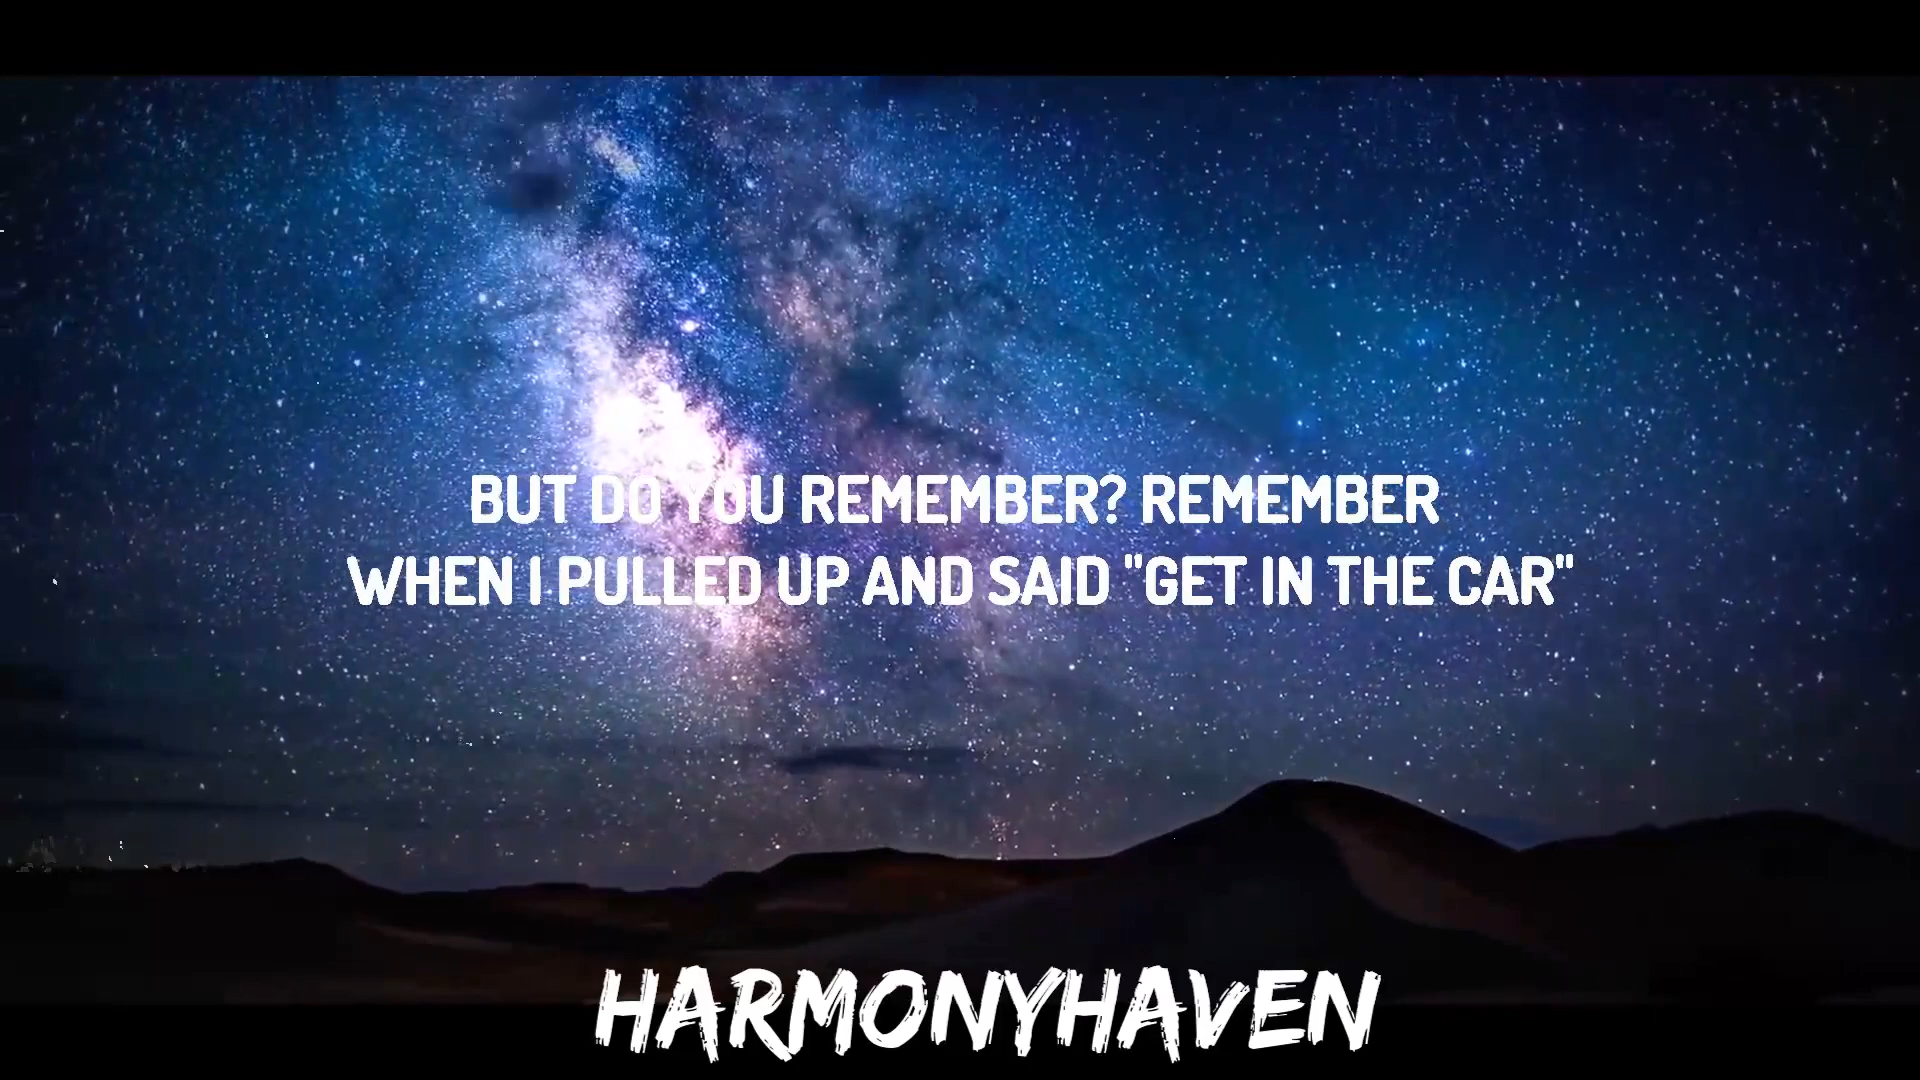 BUT DO YOU REMEMBER? REMEMBER
WHEN I PULLED UP AND SAID "GET IN THE CAR"
HARMONYHAVEN